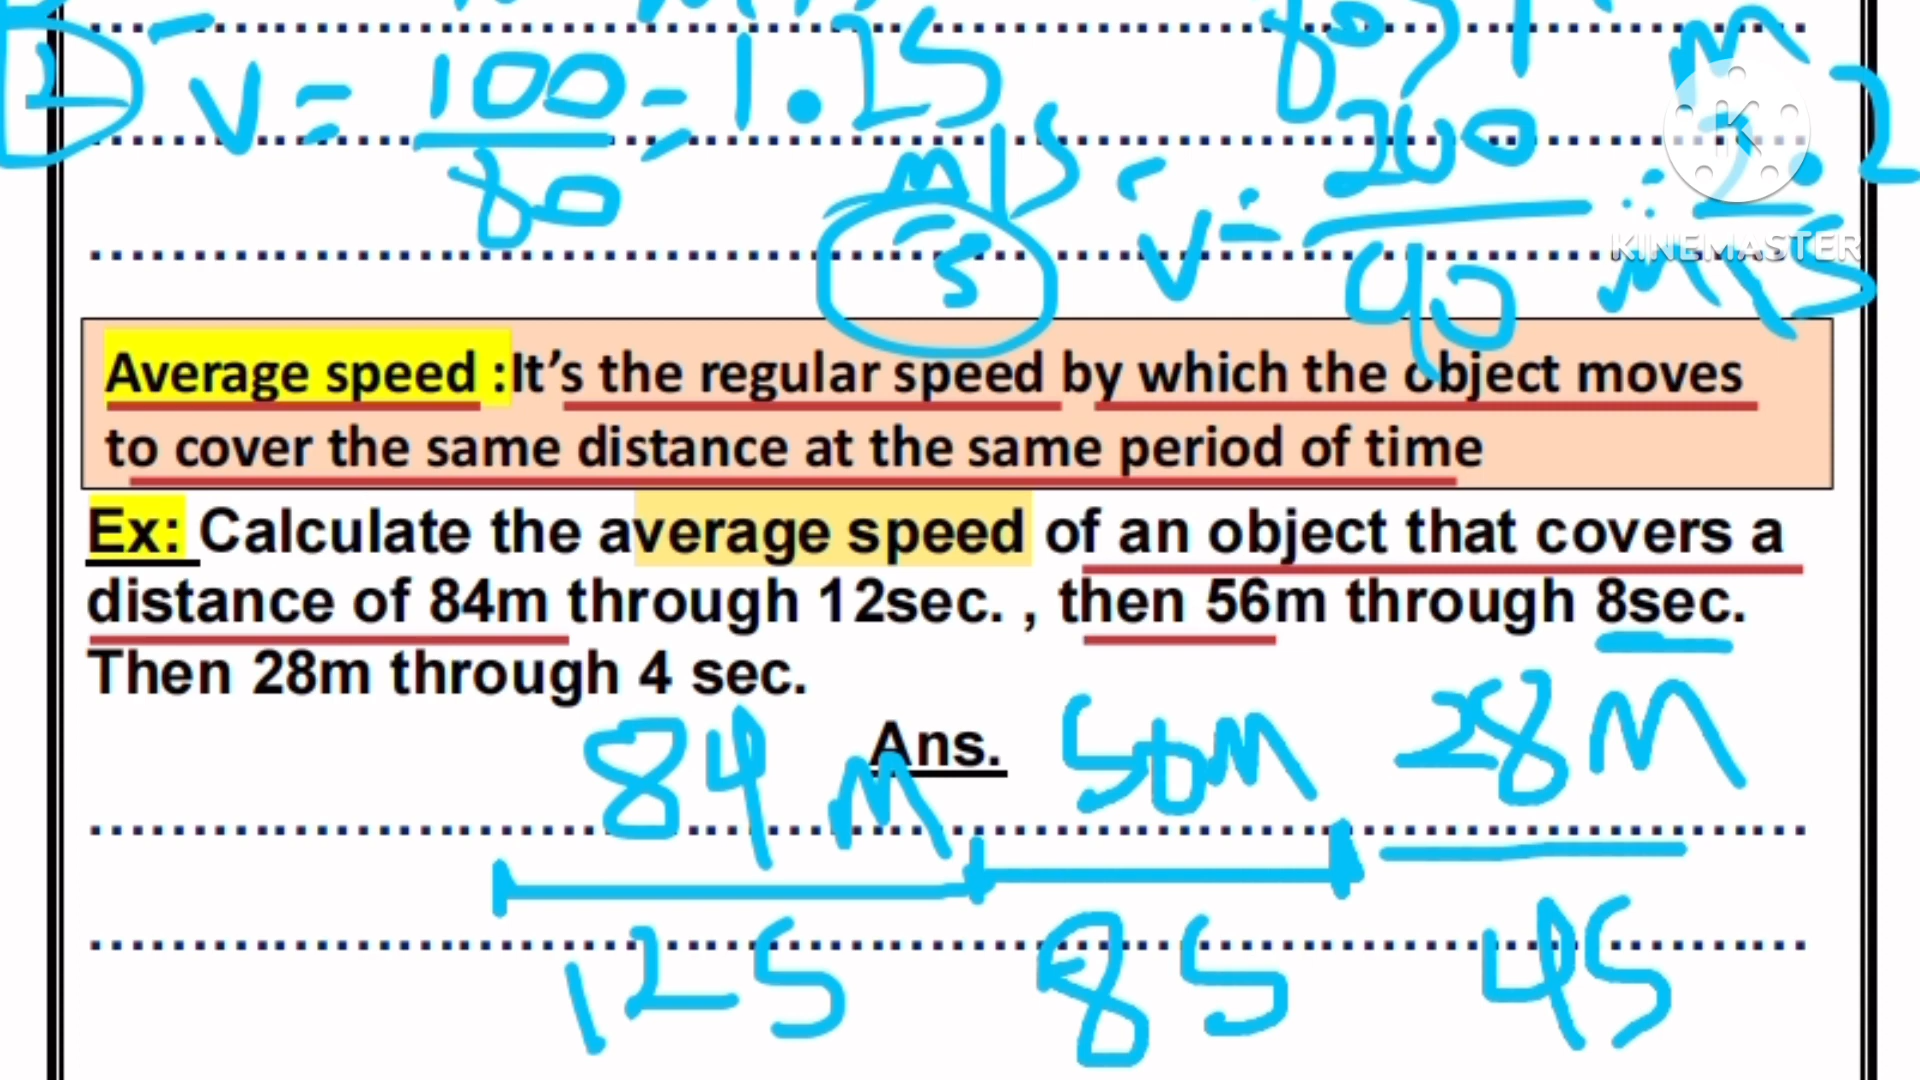 V = 100/80 = 1.25 m/s
V = 200/90 = 2.2 m/s
KINEMASTER
Average speed :It’s the regular speed by which the object moves
to cover the same distance at the same period of time
Ex: Calculate the average speed of an object that covers a
distance of 84m through 12sec. , then 56m through 8sec.
Then 28m through 4 sec.
Ans.
84 M 56M 28M
12S 8S 4S